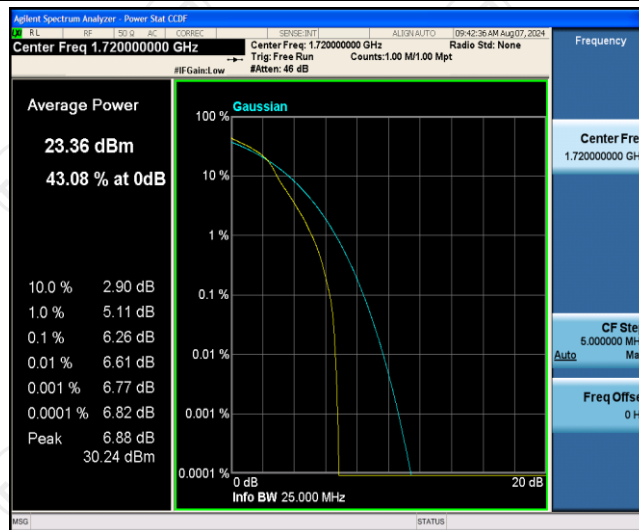 Agilent Spectrum Analyzer - Power Stat CCDF
RL RF 50 Ω AC CORREC SENSE:INT ALIGNAUTO 09:42:36 AM Aug 07, 2024
Center Freq 1.720000000 GHz
Center Freq: 1.720000000 GHz Radio Std: None
Trig: Free Run Counts:1.00 M/1.00 Mpt
#IFGain:Low #Atten: 46 dB
Frequency
Average Power
23.36 dBm
43.08 % at 0dB
10.0 % 2.90 dB
1.0 % 5.11 dB
0.1 % 6.26 dB
0.01 % 6.61 dB
0.001 % 6.77 dB
0.0001 % 6.82 dB
Peak 6.88 dB
30.24 dBm
Gaussian
100 %
10 %
1 %
0.1 %
0.01 %
0.001 %
0.0001 %
0 dB 20 dB
Info BW 25.000 MHz
Center Fre
1.720000000 GH
CF Ste
5.000000 MH
Auto Ma
Freq Offse
0 H
MSG STATUS